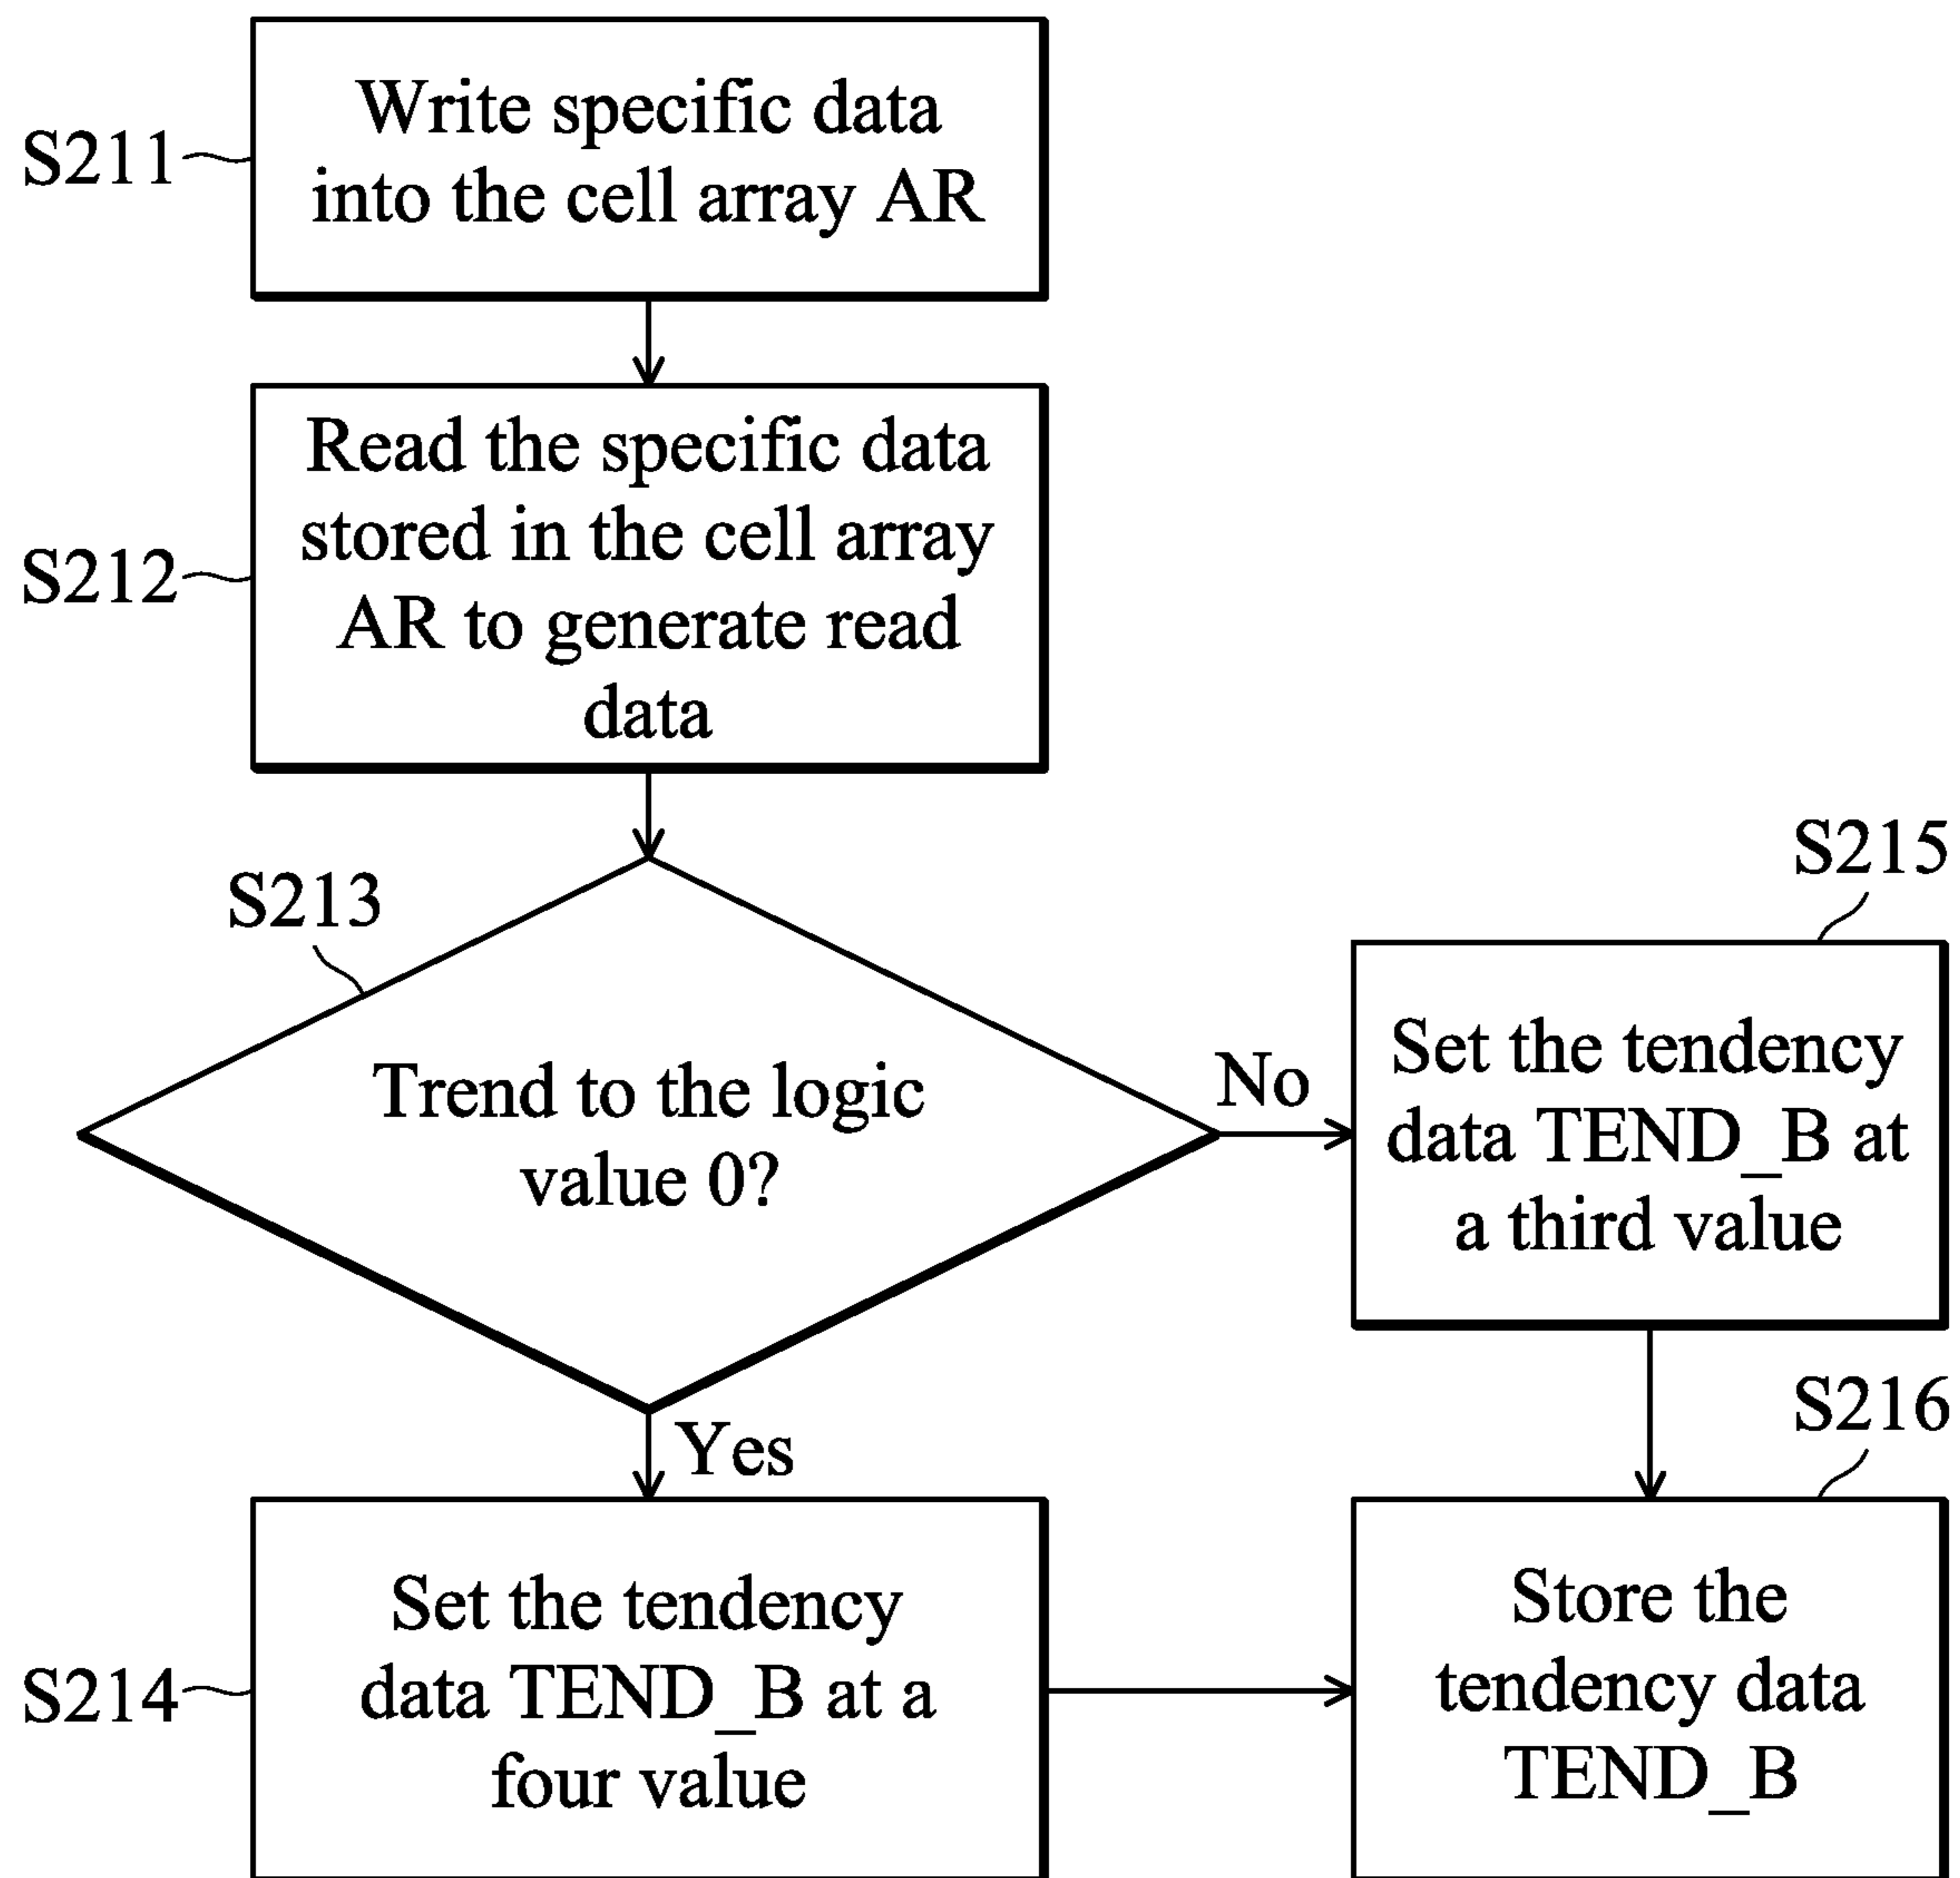 S211
Write specific data
into the cell array AR
S212
Read the specific data
stored in the cell array
AR to generate read
data
S213
Trend to the logic
value 0?
No
Yes
S215
Set the tendency
data TEND_B at
a third value
S214
Set the tendency
data TEND_B at a
four value
S216
Store the
tendency data
TEND_B